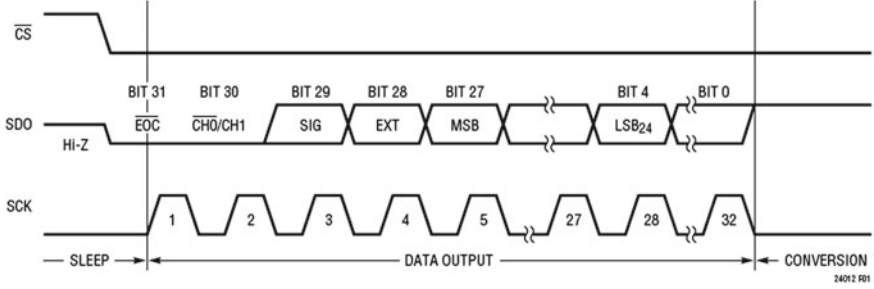 CS
BIT 31 BIT 30 BIT 29 BIT 28 BIT 27 BIT 4 BIT 0
SDO EOC CH0/CH1 SIG EXT MSB LSB24
Hi-Z
SCK 1 2 3 4 5 27 28 32
SLEEP DATA OUTPUT CONVERSION
24012 F01